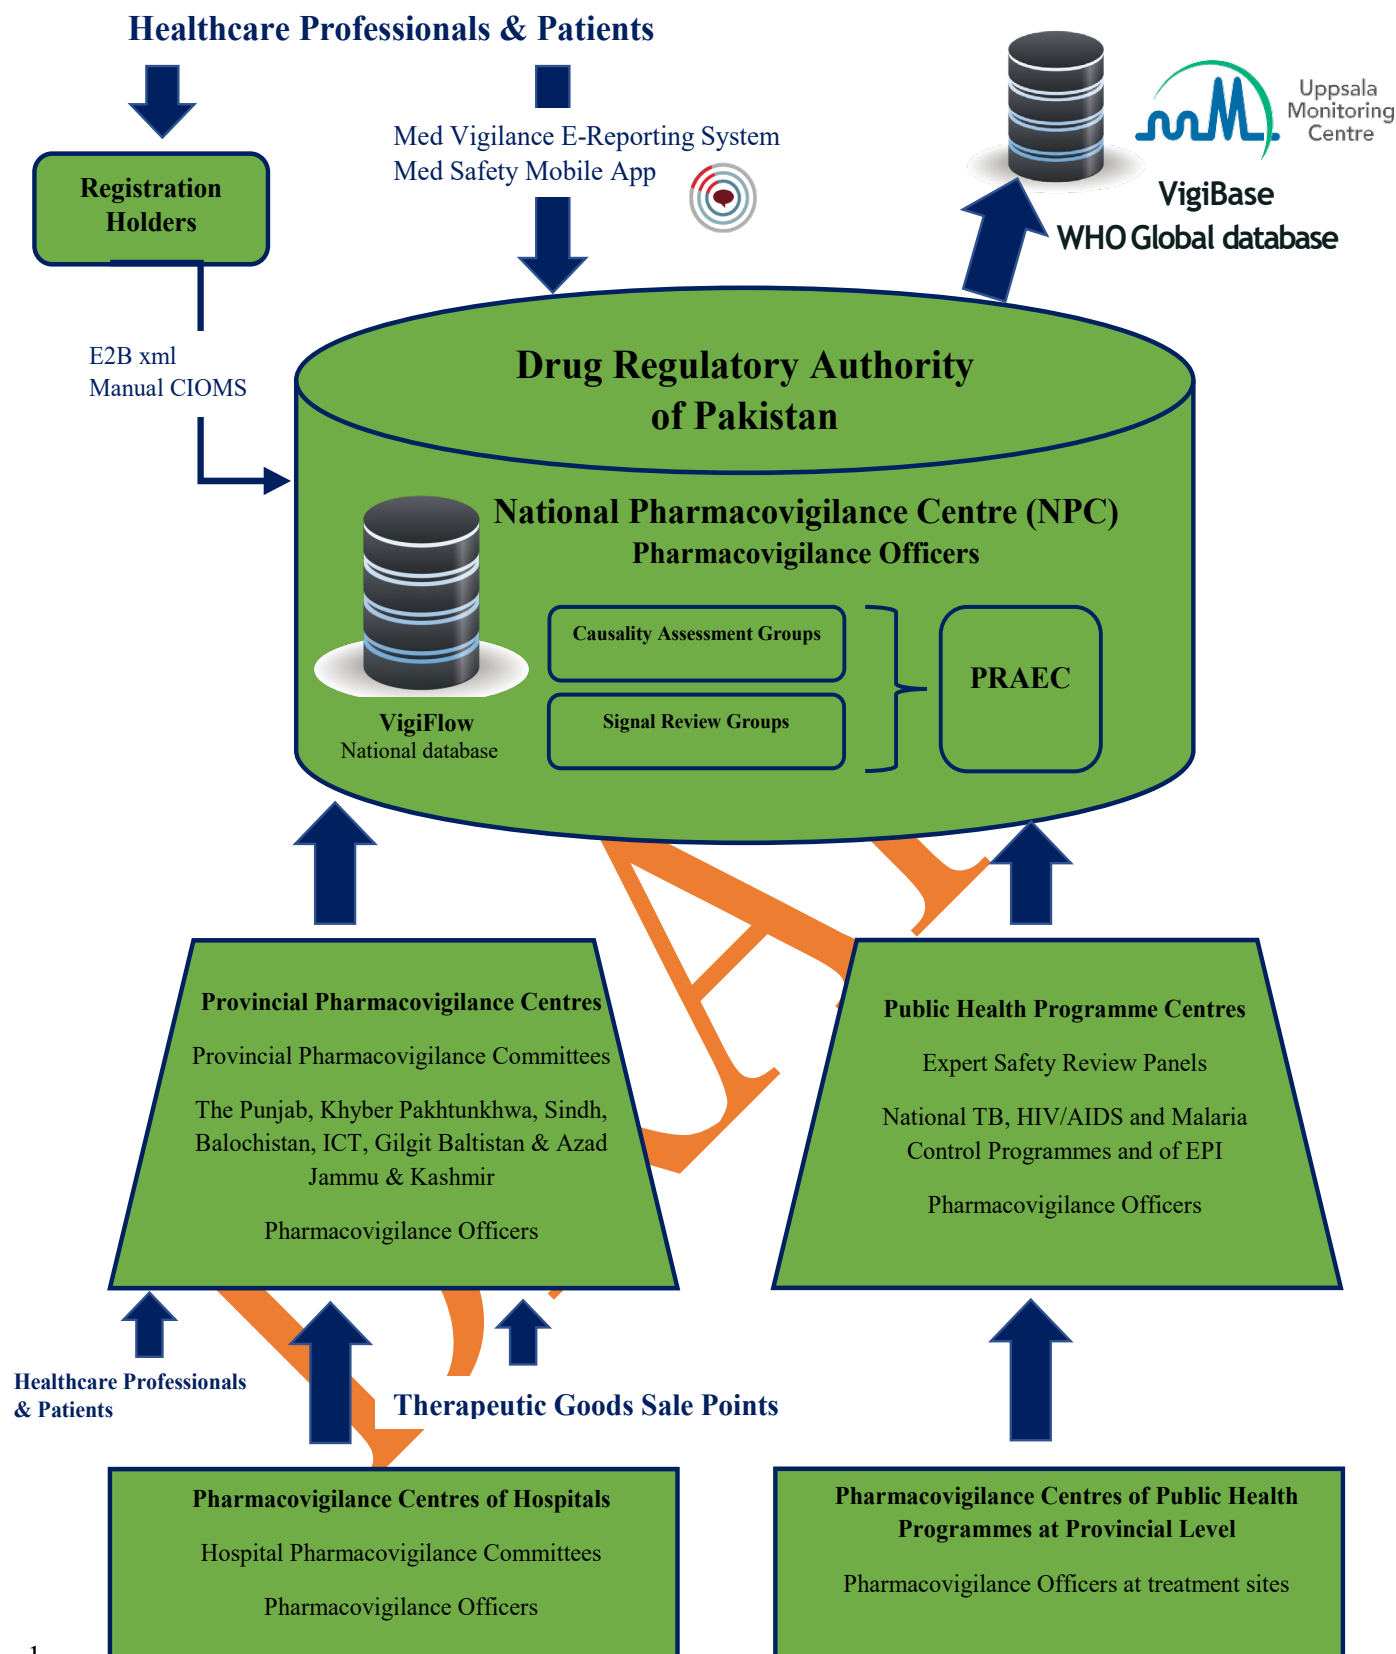 Healthcare Professionals & Patients
Uppsala
Monitoring
Centre
VigiBase
WHO Global database
Med Vigilance E-Reporting System
Med Safety Mobile App
Registration
Holders
E2B xml
Manual CIOMS
Drug Regulatory Authority
of Pakistan
National Pharmacovigilance Centre (NPC)
Pharmacovigilance Officers
Causality Assessment Groups
Signal Review Groups
PRAEC
VigiFlow
National database
Provincial Pharmacovigilance Centres
Provincial Pharmacovigilance Committees
The Punjab, Khyber Pakhtunkhwa, Sindh,
Balochistan, ICT, Gilgit Baltistan & Azad
Jammu & Kashmir
Pharmacovigilance Officers
Public Health Programme Centres
Expert Safety Review Panels
National TB, HIV/AIDS and Malaria
Control Programmes and of EPI
Pharmacovigilance Officers
Healthcare Professionals
& Patients
Therapeutic Goods Sale Points
Pharmacovigilance Centres of Hospitals
Hospital Pharmacovigilance Committees
Pharmacovigilance Officers
Pharmacovigilance Centres of Public Health
Programmes at Provincial Level
Pharmacovigilance Officers at treatment sites